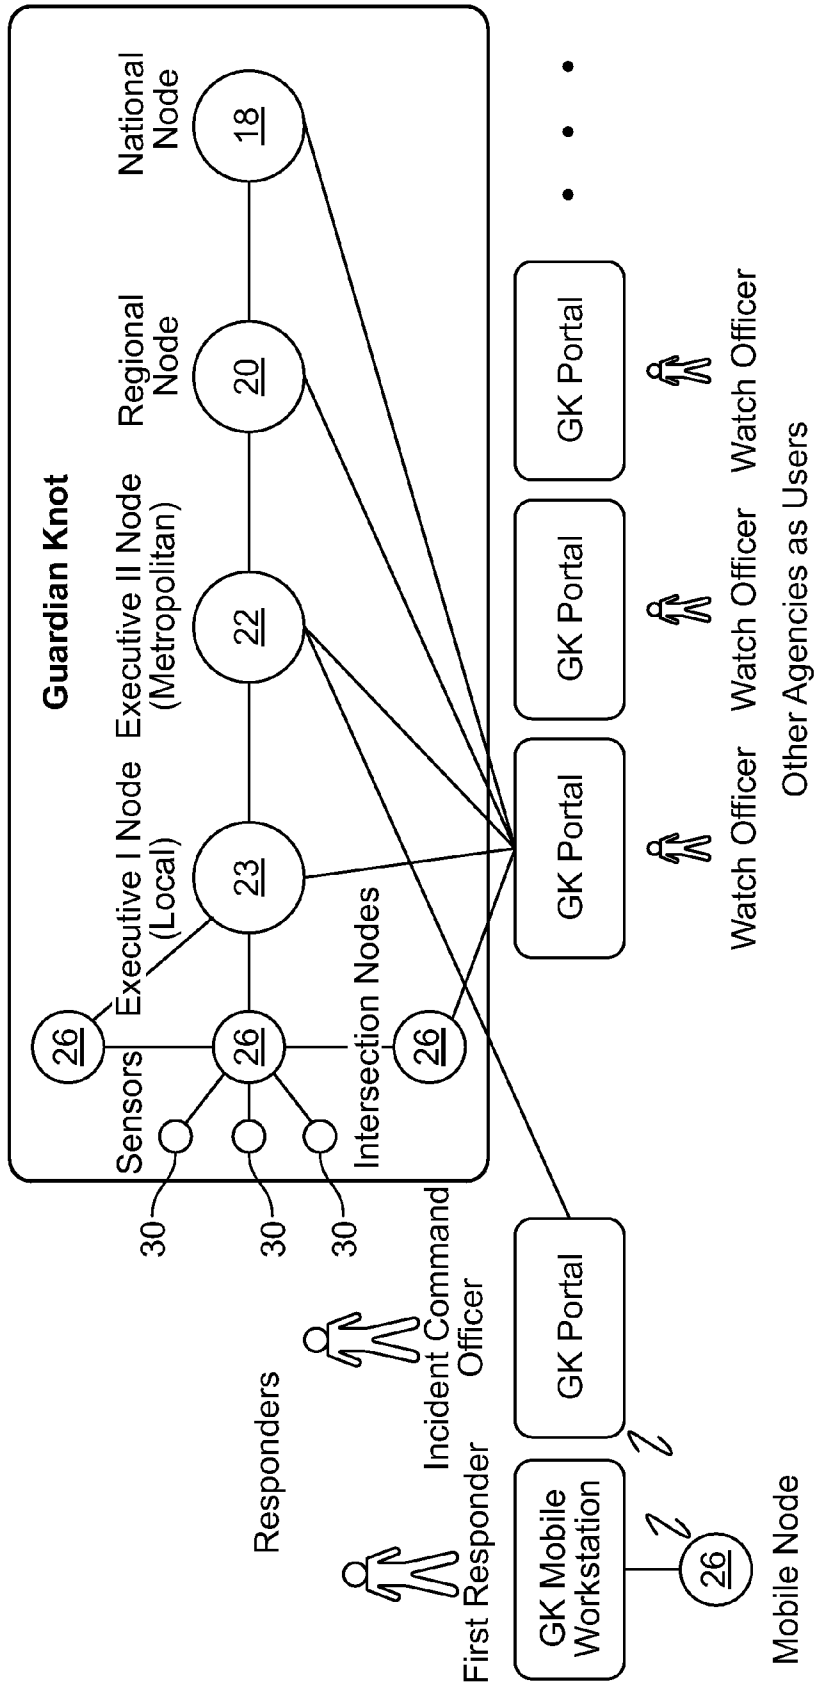 Guardian Knot
Sensors
Executive I Node
(Local)
Executive II Node
(Metropolitan)
Regional
Node
National
Node
26
26
26
23
22
20
18
30
30
30
Intersection Nodes
Responders
First Responder
Incident Command
Officer
GK Mobile
Workstation
GK Portal
GK Portal
GK Portal
GK Portal
26
Mobile Node
Watch Officer
Watch Officer
Watch Officer
Other Agencies as Users